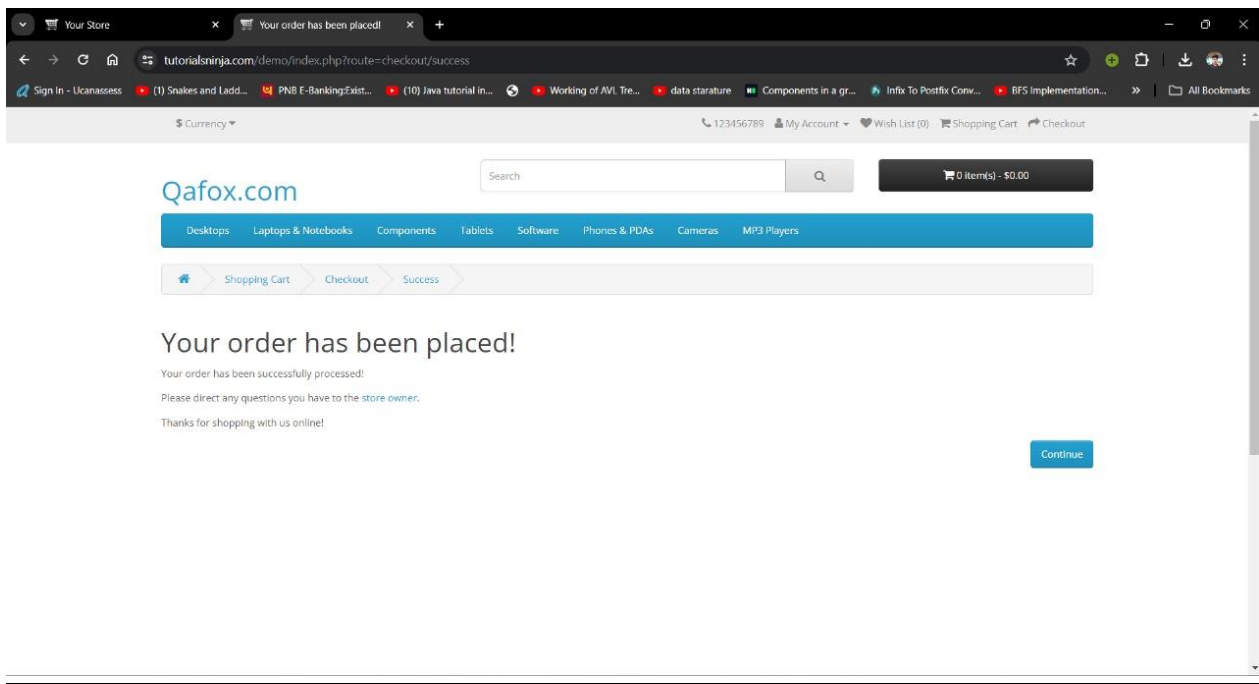 Your Store
Your order has been placed!
tutorialsninja.com/demo/index.php?route=checkout/success
Sign In - Ucanassess (1) Snakes and Ladd... PNB E-Banking:Exist... (10) Java tutorial in... Working of AVL Tre... data starature Components in a gr... Infix To Postfix Conv... BFS Implementation... » All Bookmarks
$ Currency 123456789 My Account Wish List (0) Shopping Cart Checkout
Qafox.com Search 0 item(s) - $0.00
Desktops Laptops & Notebooks Components Tablets Software Phones & PDAs Cameras MP3 Players
Shopping Cart Checkout Success
Your order has been placed!
Your order has been successfully processed!
Please direct any questions you have to the store owner.
Thanks for shopping with us online!
Continue